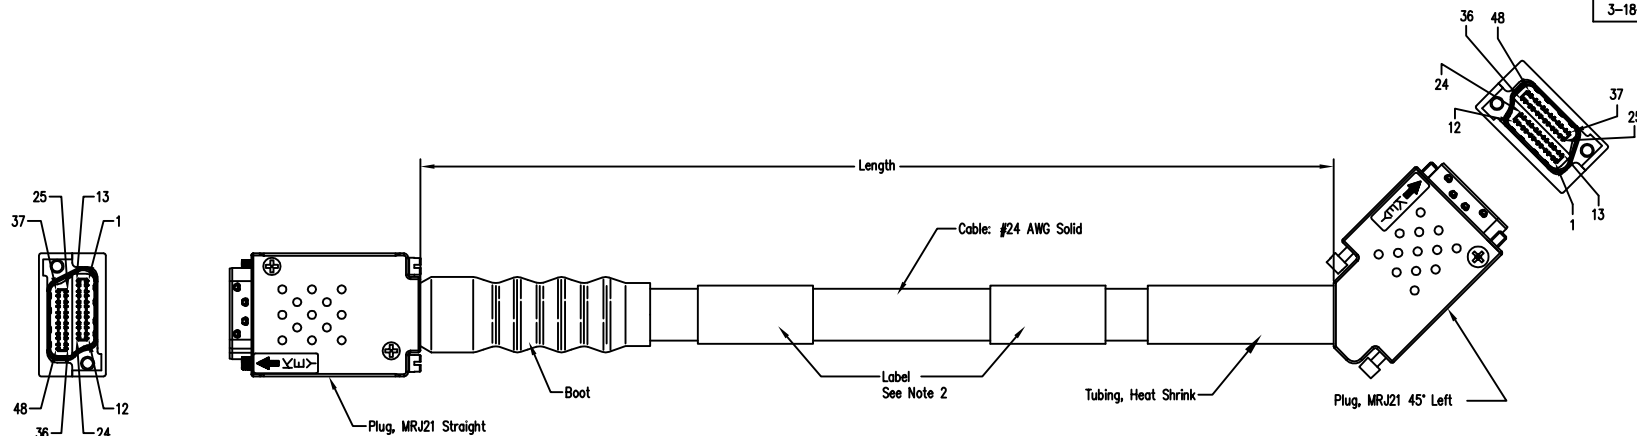 3-18
36 48
24
12
37
25
13
1
Length
25 13
37 1
Cable: #24 AWG Solid
KEY
KEY
48 12
36 24
Boot
Label
See Note 2
Tubing, Heat Shrink
Plug, MRJ21 45° Left
Plug, MRJ21 Straight